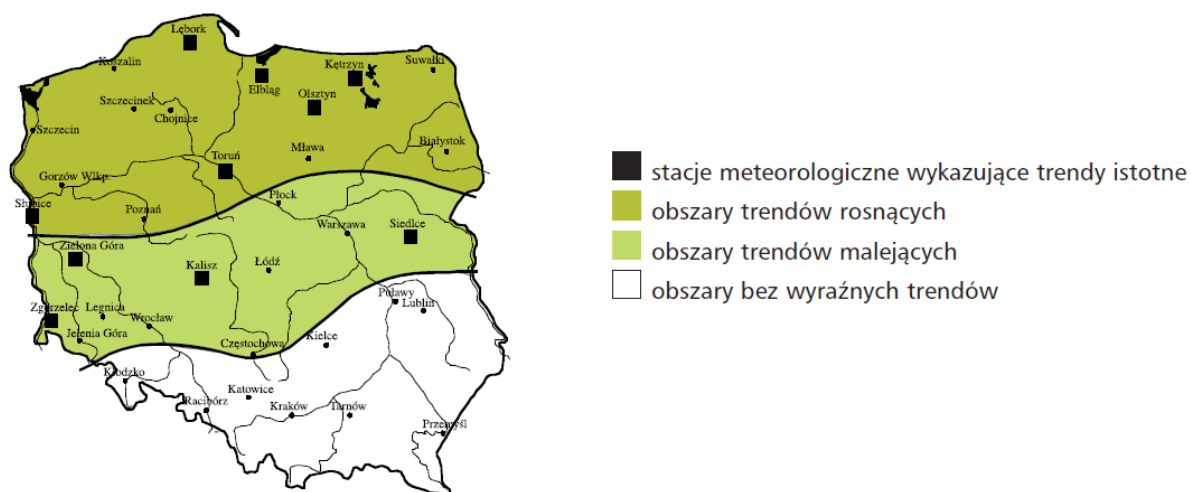 Lębork
Koszalin
Kętrzyn
Suwałki
Elbląg
Olsztyn
Szczecinek
Chojnice
Szczecin
Białystok
Toruń
Mława
Gorzów Wlkp.
Płock
Słubice
Poznań
Warszawa
Siedlce
Zielona Góra
Kalisz
Łódź
Puławy
Lublin
Zgorzelec
Legnica
Wrocław
Jelenia Góra
Częstochowa
Kielce
Kłodzko
Katowice
Racibórz
Kraków
Tarnów
Przemyśl
stacje meteorologiczne wykazujące trendy istotne
obszary trendów rosnących
obszary trendów malejących
obszary bez wyraźnych trendów